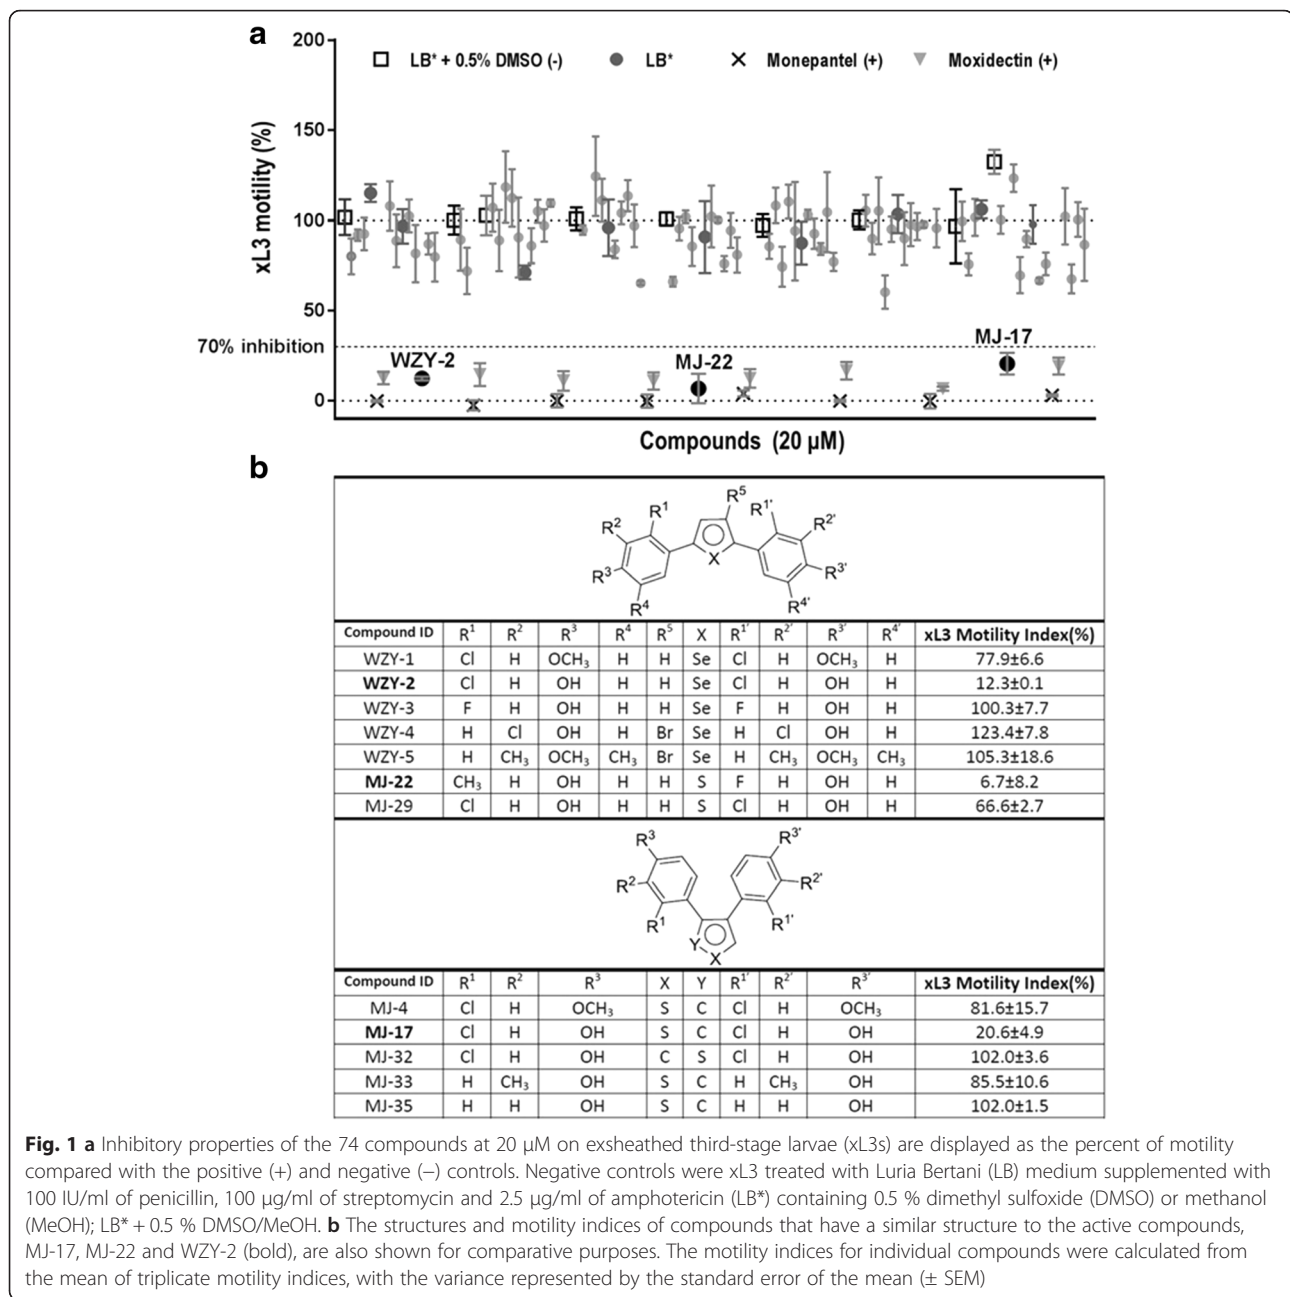 a
200
150
100
50
0
xL3 motility (%)
LB* + 0.5% DMSO (-)
LB*
Monepantel (+)
Moxidectin (+)
70% inhibition
WZY-2
MJ-22
MJ-17
Compounds (20 µM)
b
R1 R2 R3 R4 R5 X R1' R2' R3' R4'
Compound ID R1 R2 R3 R4 R5 X R1' R2' R3' R4' xL3 Motility Index(%)
WZY-1 Cl H OCH3 H H Se Cl H OCH3 H 77.9±6.6
WZY-2 Cl H OH H H Se Cl H OH H 12.3±0.1
WZY-3 F H OH H H Se F H OH H 100.3±7.7
WZY-4 H Cl OH H Br Se H Cl OH H 123.4±7.8
WZY-5 H CH3 OCH3 CH3 Br Se H CH3 OCH3 CH3 105.3±18.6
MJ-22 CH3 H OH H H S F H OH H 6.7±8.2
MJ-29 Cl H OH H H S Cl H OH H 66.6±2.7
R3 R2 R1 Y X R3' R2' R1'
Compound ID R1 R2 R3 X Y R1' R2' R3' xL3 Motility Index(%)
MJ-4 Cl H OCH3 S C Cl H OCH3 81.6±15.7
MJ-17 Cl H OH S C Cl H OH 20.6±4.9
MJ-32 Cl H OH C S Cl H OH 102.0±3.6
MJ-33 H CH3 OH S C H CH3 OH 85.5±10.6
MJ-35 H H OH S C H H OH 102.0±1.5
Fig. 1 a Inhibitory properties of the 74 compounds at 20 µM on exsheathed third-stage larvae (xL3s) are displayed as the percent of motility
compared with the positive (+) and negative (−) controls. Negative controls were xL3 treated with Luria Bertani (LB) medium supplemented with
100 IU/ml of penicillin, 100 µg/ml of streptomycin and 2.5 µg/ml of amphotericin (LB*) containing 0.5 % dimethyl sulfoxide (DMSO) or methanol
(MeOH); LB* + 0.5 % DMSO/MeOH. b The structures and motility indices of compounds that have a similar structure to the active compounds,
MJ-17, MJ-22 and WZY-2 (bold), are also shown for comparative purposes. The motility indices for individual compounds were calculated from
the mean of triplicate motility indices, with the variance represented by the standard error of the mean (± SEM)